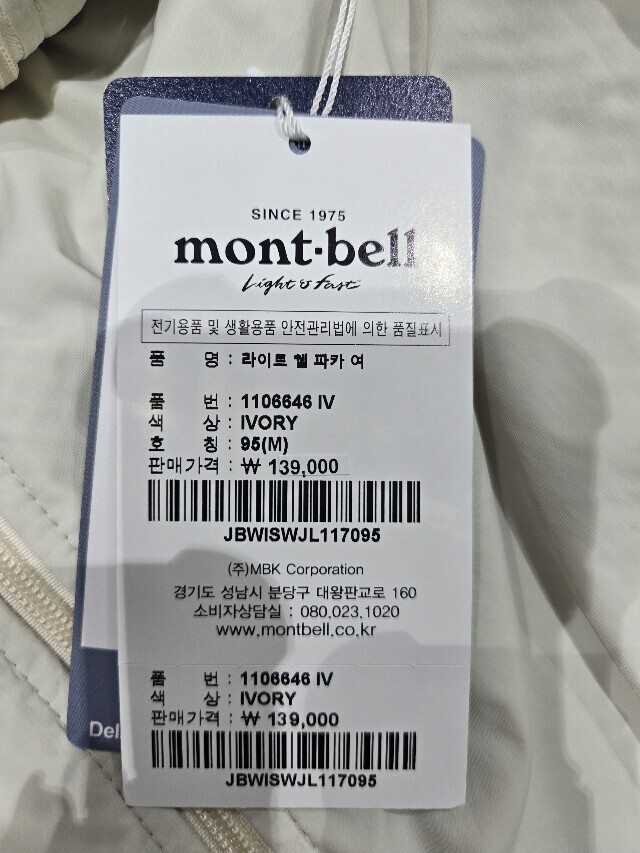 SINCE 1975
mont·bell
Light & Fast
전기용품 및 생활용품 안전관리법에 의한 품질표시
품 명 : 라이트 쉘 파카 여
품 번 : 1106646 IV
색 상 : IVORY
호 칭 : 95(M)
판매가격 : ₩ 139,000
JBWISWJL117095
(주)MBK Corporation
경기도 성남시 분당구 대왕판교로 160
소비자상담실 : 080.023.1020
www.montbell.co.kr
품 번 : 1106646 IV
색 상 : IVORY
판매가격 : ₩ 139,000
JBWISWJL117095